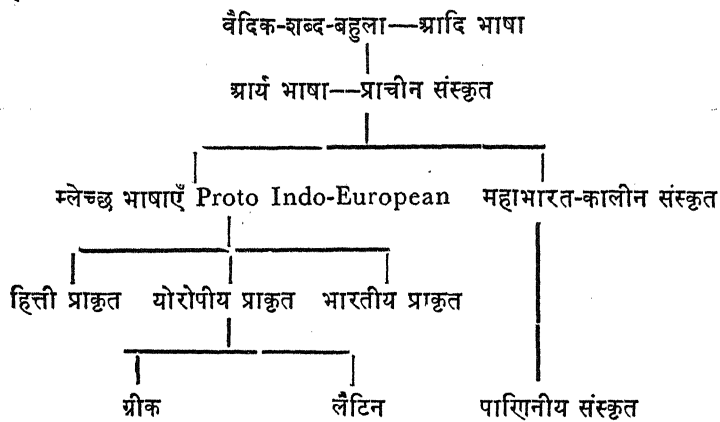 वैदिक-शब्द-बहुला—आदि भाषा
आर्य भाषा—प्राचीन संस्कृत
म्लेच्छ भाषाएँ Proto Indo-European महाभारत-कालीन संस्कृत
हित्ती प्राकृत योरोपीय प्राकृत भारतीय प्राकृत
ग्रीक लैटिन पाणिनीय संस्कृत